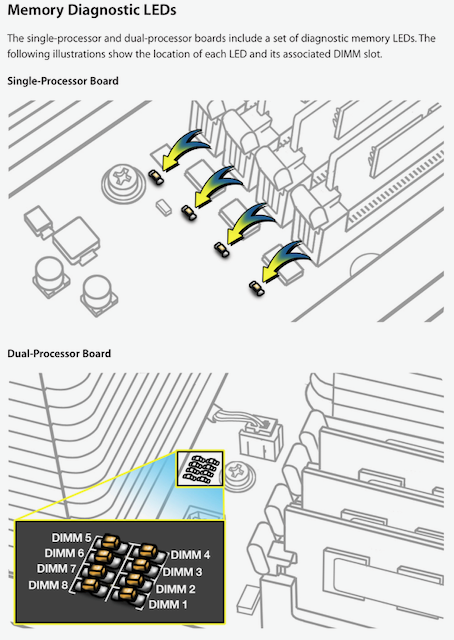 Memory Diagnostic LEDs
The single-processor and dual-processor boards include a set of diagnostic memory LEDs. The
following illustrations show the location of each LED and its associated DIMM slot.
Single-Processor Board
Dual-Processor Board
DIMM 5
DIMM 6
DIMM 7
DIMM 8
DIMM 4
DIMM 3
DIMM 2
DIMM 1